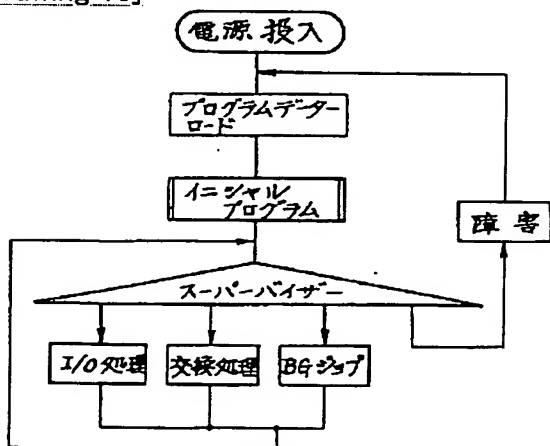 電源投入
プログラムデーター
ロード
イニシャル
プログラム
障害
スーパーバイザー
I/O処理
交換処理
BGジョブ